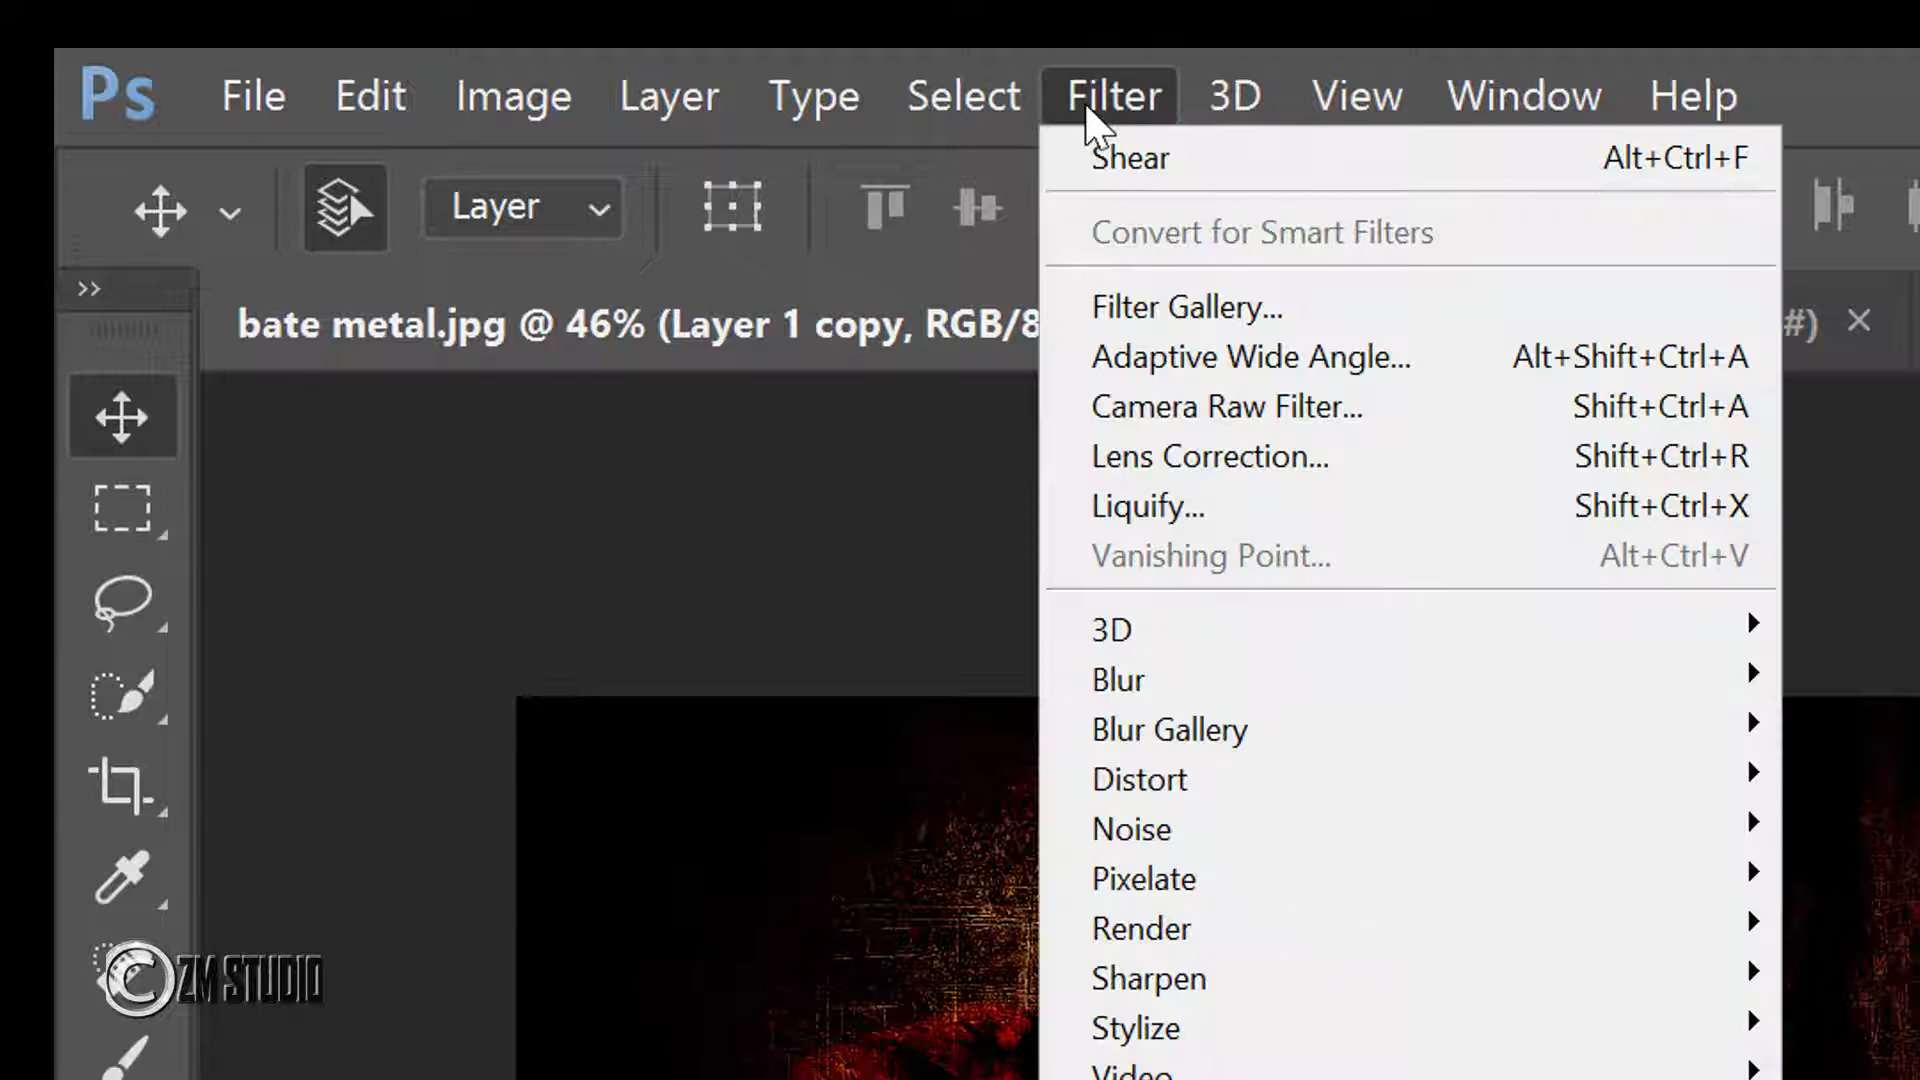 Ps File Edit Image Layer Type Select Filter 3D View Window Help
Shear Alt+Ctrl+F
Layer
Convert for Smart Filters
bate metal.jpg @ 46% (Layer 1 copy, RGB/8 #) ×
Filter Gallery...
Adaptive Wide Angle... Alt+Shift+Ctrl+A
Camera Raw Filter... Shift+Ctrl+A
Lens Correction... Shift+Ctrl+R
Liquify... Shift+Ctrl+X
Vanishing Point... Alt+Ctrl+V
3D
Blur
Blur Gallery
Distort
Noise
Pixelate
Render
Sharpen
Stylize
Video
© ZM STUDIO